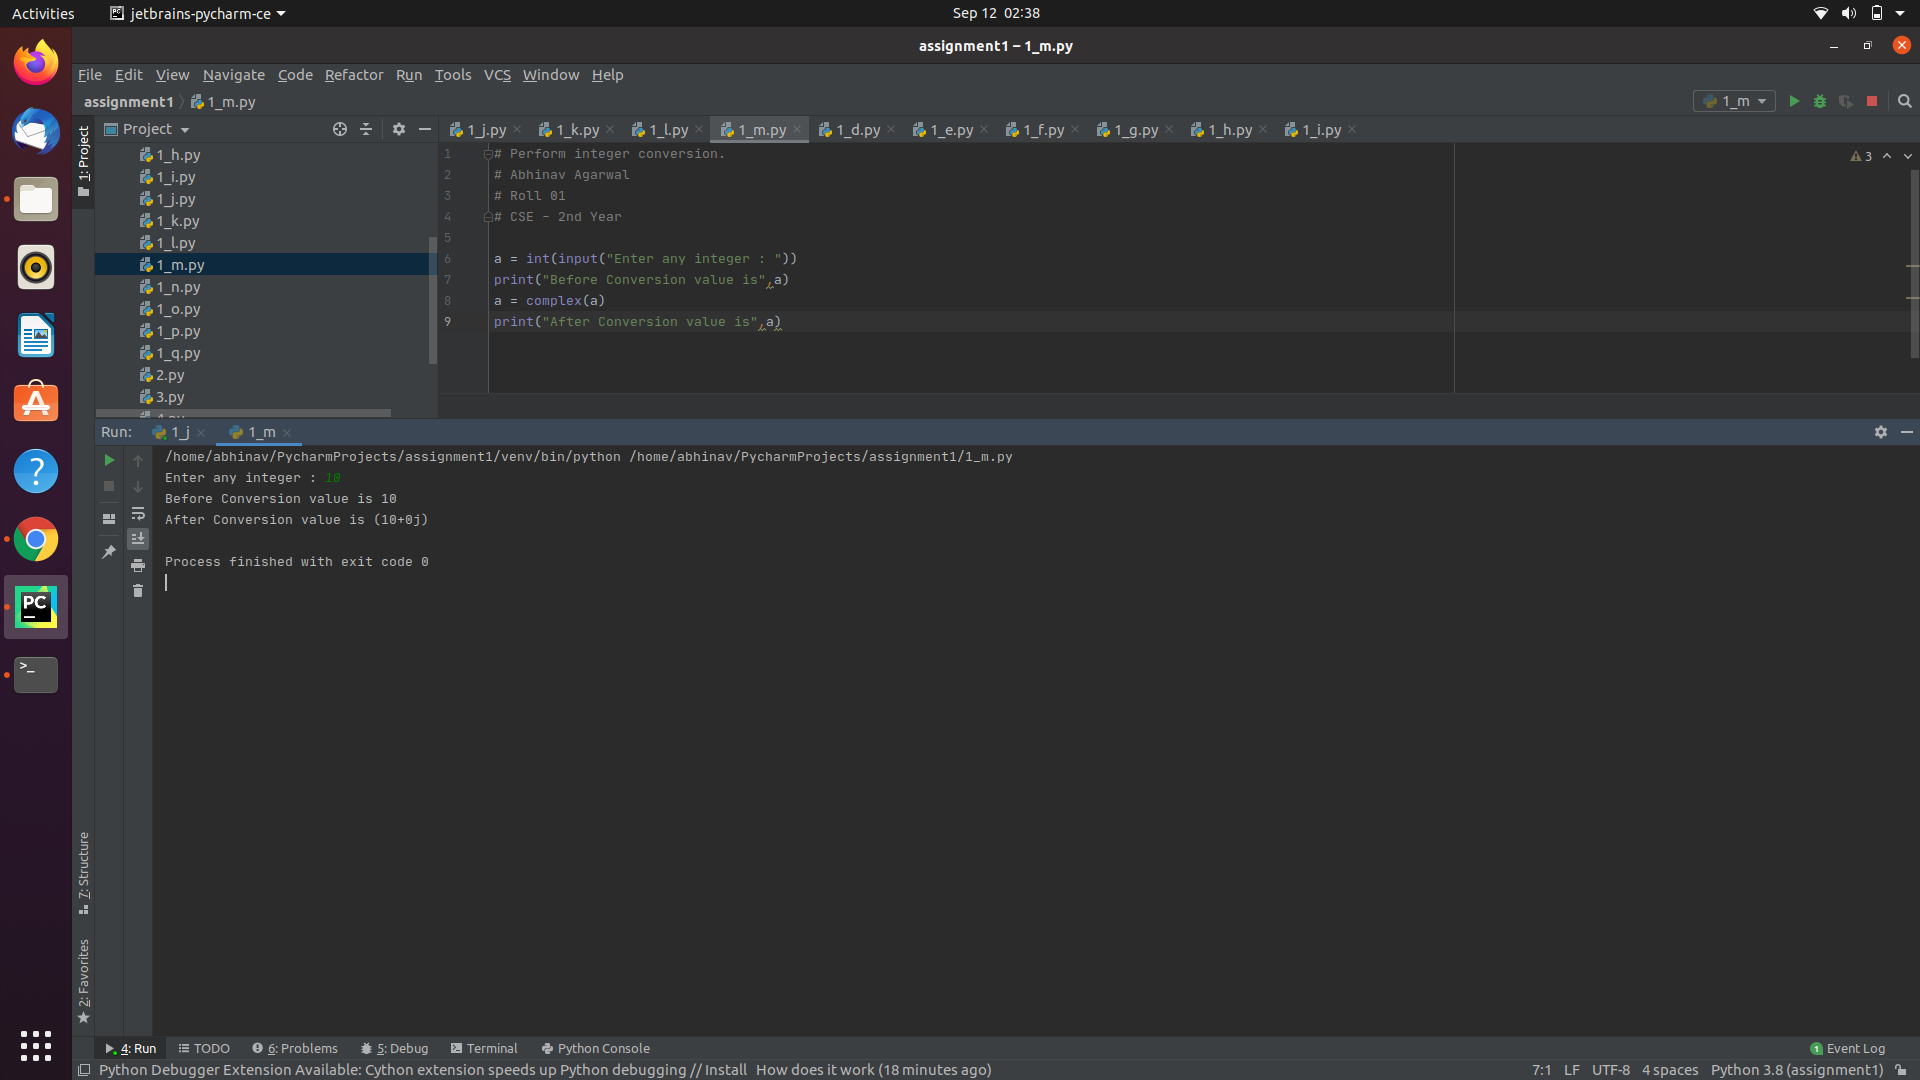 Activities jetbrains-pycharm-ce Sep 12 02:38
assignment1 – 1_m.py
File Edit View Navigate Code Refactor Run Tools VCS Window Help
assignment1 1_m.py 1_m
1: Project
Project
1_j.py 1_k.py 1_l.py 1_m.py 1_d.py 1_e.py 1_f.py 1_g.py 1_h.py 1_i.py
1_h.py
1_i.py
1_j.py
1_k.py
1_l.py
1_m.py
1_n.py
1_o.py
1_p.py
1_q.py
2.py
3.py
1 # Perform integer conversion.
2 # Abhinav Agarwal
3 # Roll 01
4 # CSE - 2nd Year
5
6 a = int(input("Enter any integer : "))
7 print("Before Conversion value is",a)
8 a = complex(a)
9 print("After Conversion value is",a)
3
Run: 1_j 1_m
/home/abhinav/PycharmProjects/assignment1/venv/bin/python /home/abhinav/PycharmProjects/assignment1/1_m.py
Enter any integer : 10
Before Conversion value is 10
After Conversion value is (10+0j)
Process finished with exit code 0
7: Structure
2: Favorites
PC
4: Run TODO 6: Problems 5: Debug Terminal Python Console 1 Event Log
Python Debugger Extension Available: Cython extension speeds up Python debugging // Install How does it work (18 minutes ago) 7:1 LF UTF-8 4 spaces Python 3.8 (assignment1)